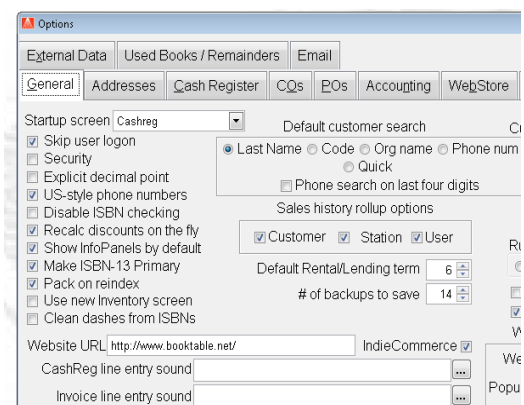 Options
External Data Used Books / Remainders Email
General Addresses Cash Register CQs POs Accounting WebStore
Startup screen Cashreg
Default customer search
Skip user logon
Last Name Code Org name Phone num
Security
Quick
Explicit decimal point
Phone search on last four digits
US-style phone numbers
Disable ISBN checking
Sales history rollup options
Recalc discounts on the fly
Customer Station User
Show InfoPanels by default
Make ISBN-13 Primary
Default Rental/Lending term 6
Pack on reindex
# of backups to save 14
Use new Inventory screen
Clean dashes from ISBNs
Website URL http://www.booktable.net/ IndieCommerce
CashReg line entry sound ...
Invoice line entry sound ...